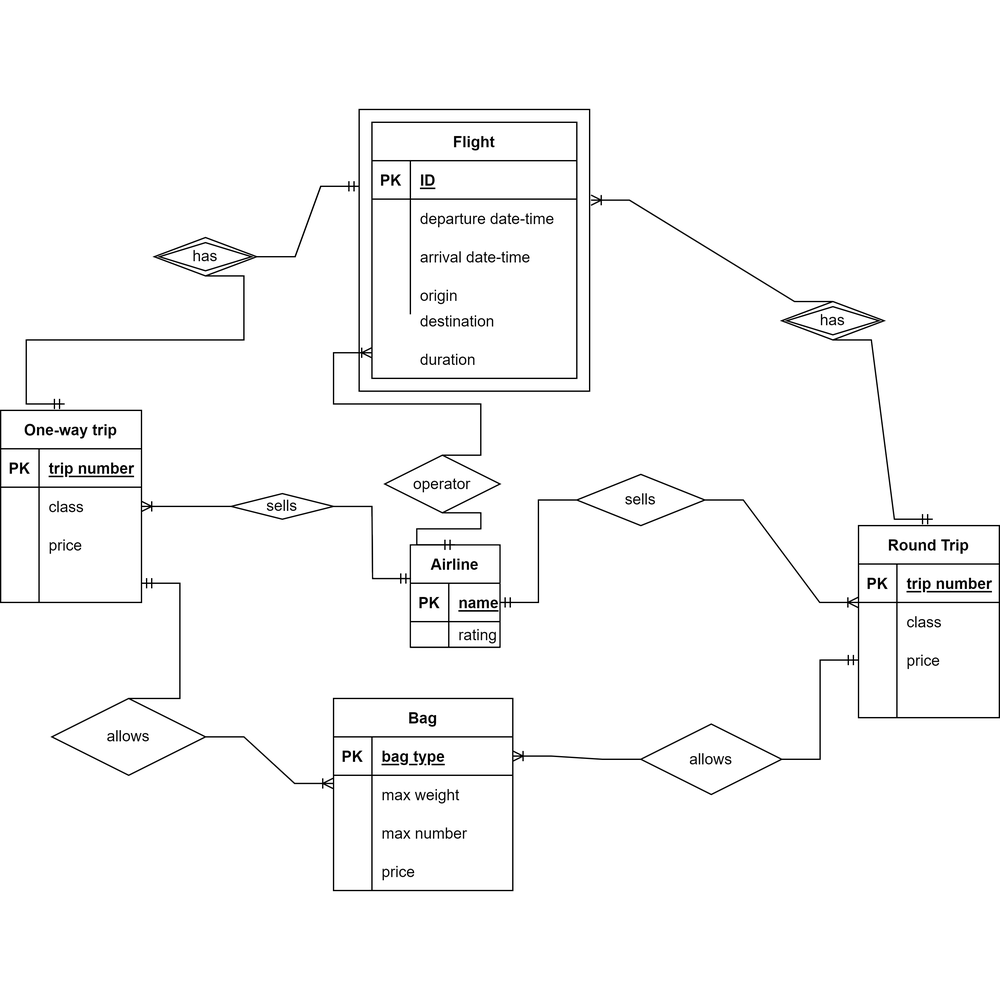 Flight
PK ID
departure date-time
arrival date-time
origin
destination
duration
has
has
One-way trip
PK trip number
class
price
operator
sells
sells
Airline
PK name
rating
Round Trip
PK trip number
class
price
allows
Bag
PK bag type
max weight
max number
price
allows